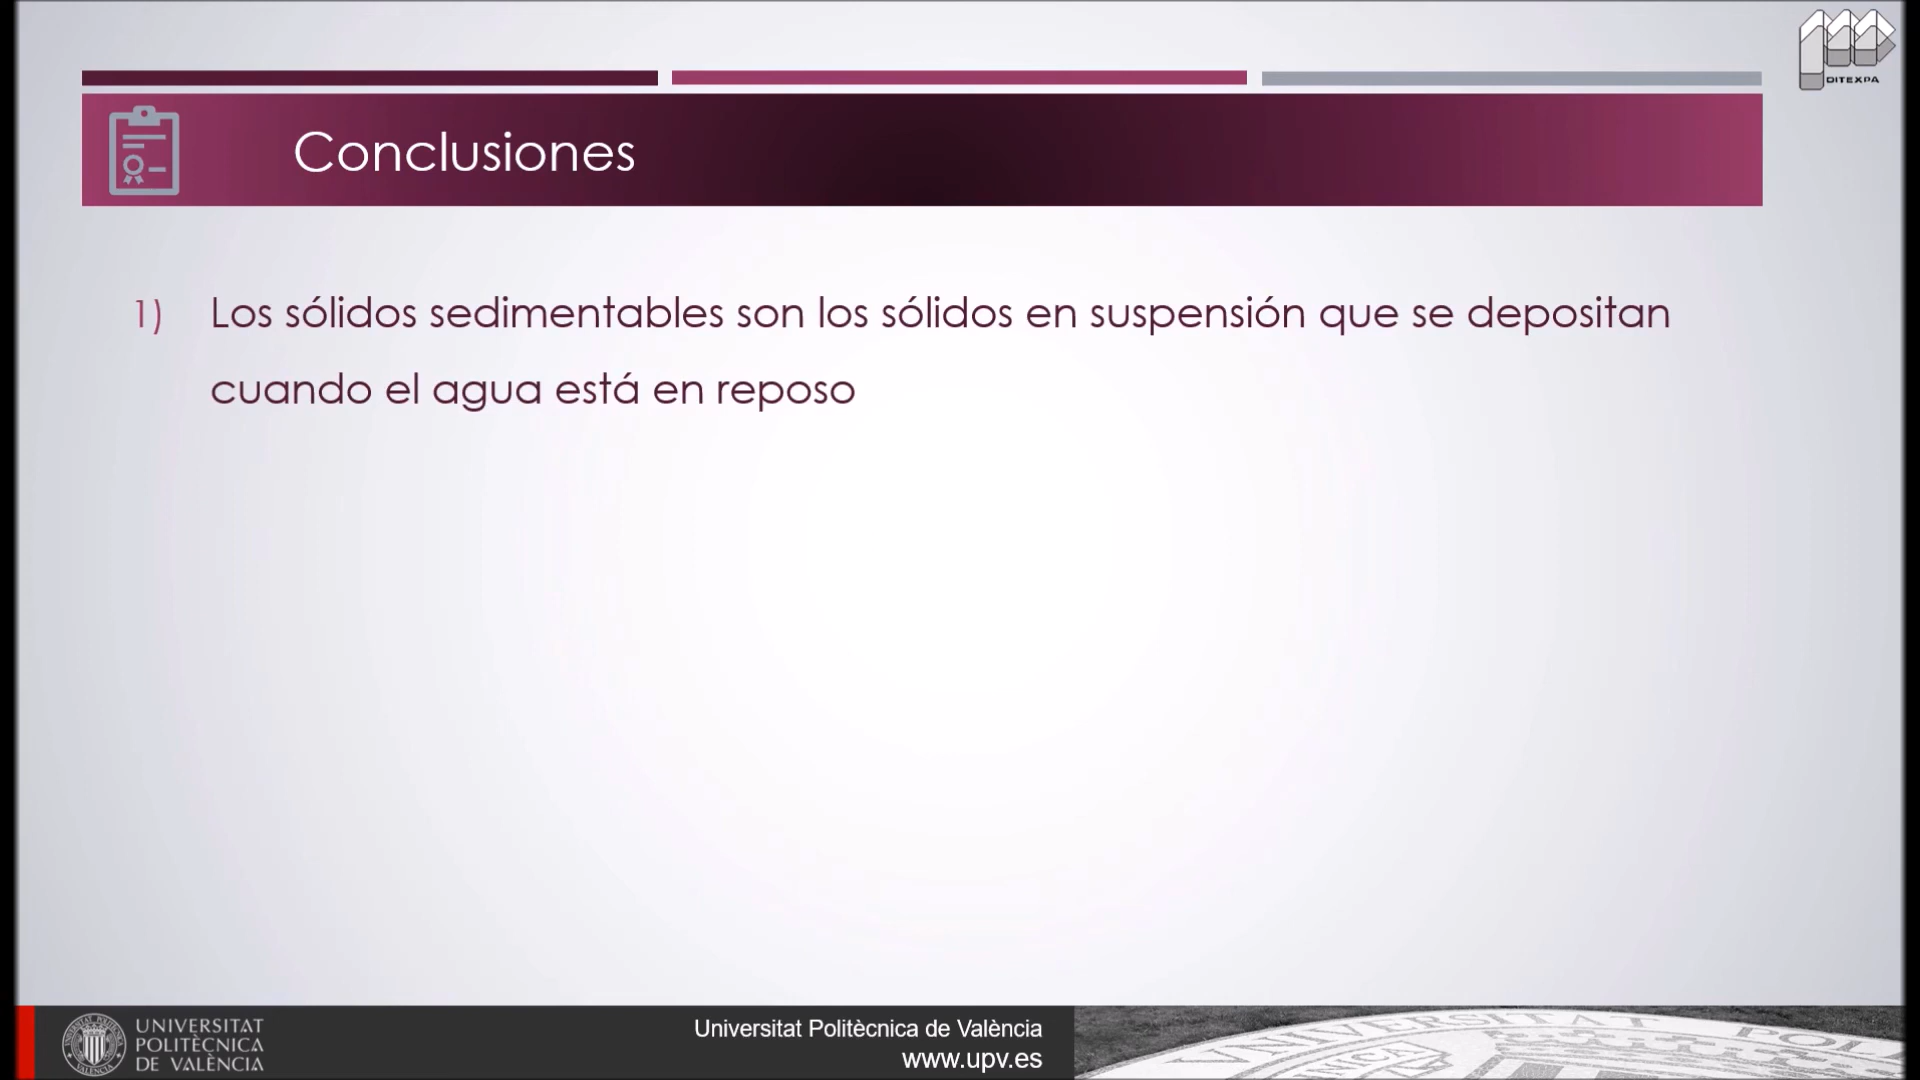 DITEXPA
Conclusiones
1) Los sólidos sedimentables son los sólidos en suspensión que se depositan
cuando el agua está en reposo
UNIVERSITAT
POLITÈCNICA
DE VALÈNCIA
Universitat Politècnica de València
www.upv.es